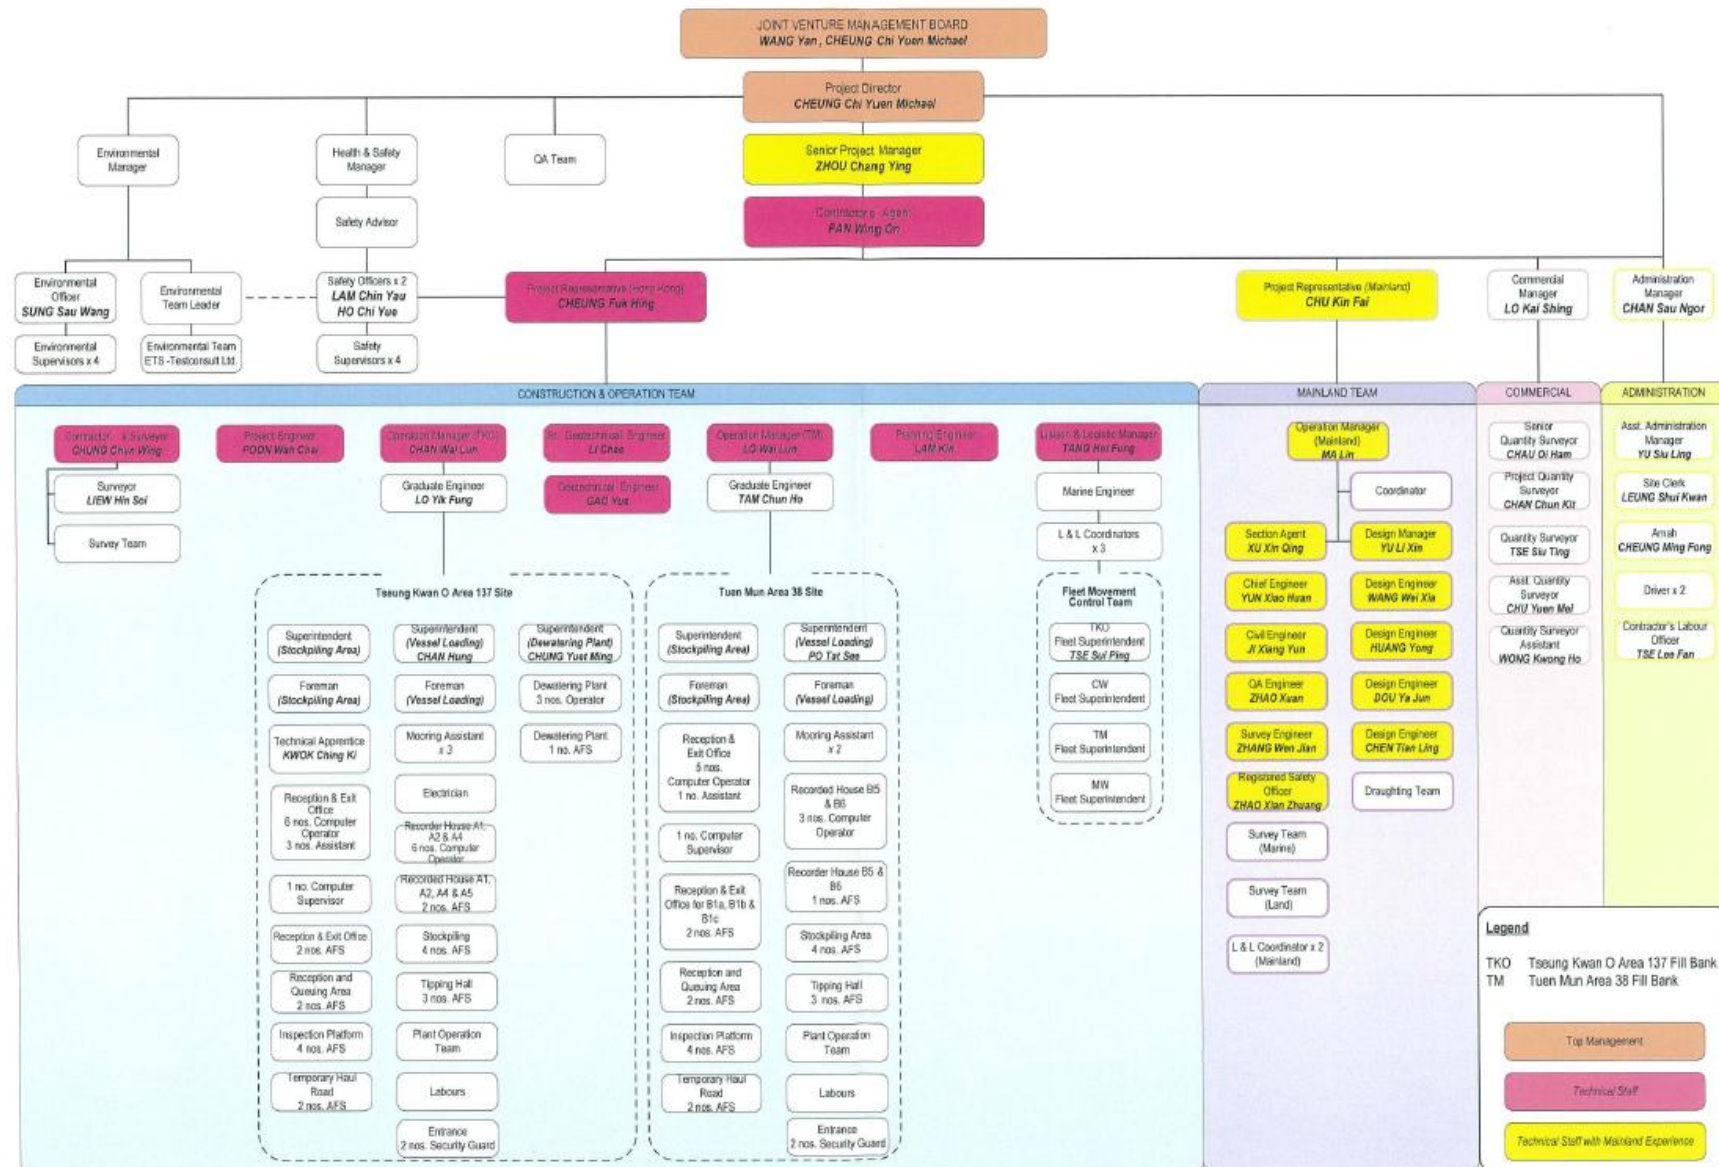 JOINT VENTURE MANAGEMENT BOARD
WANG Yan, CHEUNG Chi Yuen Michael
Project Director
CHEUNG Chi Yuen Michael
Environmental
Manager
Health & Safety
Manager
QA Team
Senior Project Manager
ZHOU Chang Ying
Safety Advisor
Contractor's Agent
PAN Wing On
Environmental
Officer
SUNG Sau Wang
Environmental
Team Leader
Safety Officers x 2
LAM Chin Yau
HO Chi Yue
Project Representative (Hong Kong)
CHEUNG Fuk Hing
Project Representative (Mainland)
CHU Kin Fai
Commercial
Manager
LO Kai Shing
Administration
Manager
CHAN Sau Ngor
Environmental
Supervisors x 4
Environmental Team
ETS -Testconsult Ltd.
Safety
Supervisors x 4
CONSTRUCTION & OPERATION TEAM
Contractor's Surveyor
CHUNG Chun Wing
Project Engineer
POON Wan Chai
Operation Manager (TKO)
CHAN Wai Lun
Sr. Geotechnical Engineer
LI Chao
Operation Manager (TM)
LO Wai Lun
Planning Engineer
LAM Kin
Liaison & Logistic Manager
TANG Hoi Fung
Surveyor
LIEW Hin Soi
Graduate Engineer
LO Yik Fung
Geotechnical Engineer
GAO Yue
Graduate Engineer
TAM Chun Ho
Marine Engineer
Survey Team
L & L Coordinators
x 3
Tseung Kwan O Area 137 Site
Superintendent
(Stockpiling Area)
Foreman
(Stockpiling Area)
Technical Apprentice
KWOK Ching Ki
Reception & Exit
Office
6 nos. Computer
Operator
3 nos. Assistant
1 no. Computer
Supervisor
Reception & Exit Office
2 nos. AFS
Reception and
Queuing Area
2 nos. AFS
Inspection Platform
4 nos. AFS
Temporary Haul
Road
2 nos. AFS
Superintendent
(Vessel Loading)
CHAN Hung
Foreman
(Vessel Loading)
Mooring Assistant
x 3
Electrician
Recorder House A1,
A2 & A4
6 nos. Computer
Operator
Recorded House A1,
A2, A4 & A5
2 nos. AFS
Stockpiling
4 nos. AFS
Tipping Hall
3 nos. AFS
Plant Operation
Team
Labours
Entrance
2 nos. Security Guard
Superintendent
(Dewatering Plant)
CHUNG Yuet Ming
Dewatering Plant
3 nos. Operator
Dewatering Plant
1 no. AFS
Tuen Mun Area 38 Site
Superintendent
(Stockpiling Area)
Foreman
(Stockpiling Area)
Reception &
Exit Office
5 nos.
Computer Operator
1 no. Assistant
1 no. Computer
Supervisor
Reception & Exit
Office for B1a, B1b &
B1c
2 nos. AFS
Reception and
Queuing Area
2 nos. AFS
Inspection Platform
4 nos. AFS
Temporary Haul
Road
2 nos. AFS
Superintendent
(Vessel Loading)
PO Tat See
Foreman
(Vessel Loading)
Mooring Assistant
x 2
Recorded House B5
& B6
3 nos. Computer
Operator
Recorder House B5 &
B6
1 nos. AFS
Stockpiling Area
4 nos. AFS
Tipping Hall
3 nos. AFS
Plant Operation
Team
Labours
Entrance
2 nos. Security Guard
Fleet Movement
Control Team
TKO
Fleet Superintendent
TSE Sui Ping
CW
Fleet Superintendent
TM
Fleet Superintendent
MW
Fleet Superintendent
MAINLAND TEAM
Operation Manager
(Mainland)
MA Lin
Coordinator
Section Agent
XU Xin Qing
Design Manager
YU Li Xin
Chief Engineer
YUN Xiao Huan
Design Engineer
WANG Wei Xia
Civil Engineer
JI Xiang Yun
Design Engineer
HUANG Yong
QA Engineer
ZHAO Xuan
Design Engineer
DOU Ya Jun
Survey Engineer
ZHANG Wen Jian
Design Engineer
CHEN Tian Ling
Registered Safety
Officer
ZHAO Xian Zhuang
Draughting Team
Survey Team
(Marine)
Survey Team
(Land)
L & L Coordinator x 2
(Mainland)
COMMERCIAL
Senior
Quantity Surveyor
CHAU Oi Ham
Project Quantity
Surveyor
CHAN Chun Kit
Quantity Surveyor
TSE Siu Ting
Asst. Quantity
Surveyor
CHU Yuen Mei
Quantity Surveyor
Assistant
WONG Kwong Ho
ADMINISTRATION
Asst. Administration
Manager
YU Siu Ling
Site Clerk
LEUNG Shui Kwan
Amah
CHEUNG Ming Fong
Driver x 2
Contractor's Labour
Officer
TSE Lee Fan
Legend
TKO Tseung Kwan O Area 137 Fill Bank
TM Tuen Mun Area 38 Fill Bank
Top Management
Technical Staff
Technical Staff with Mainland Experience